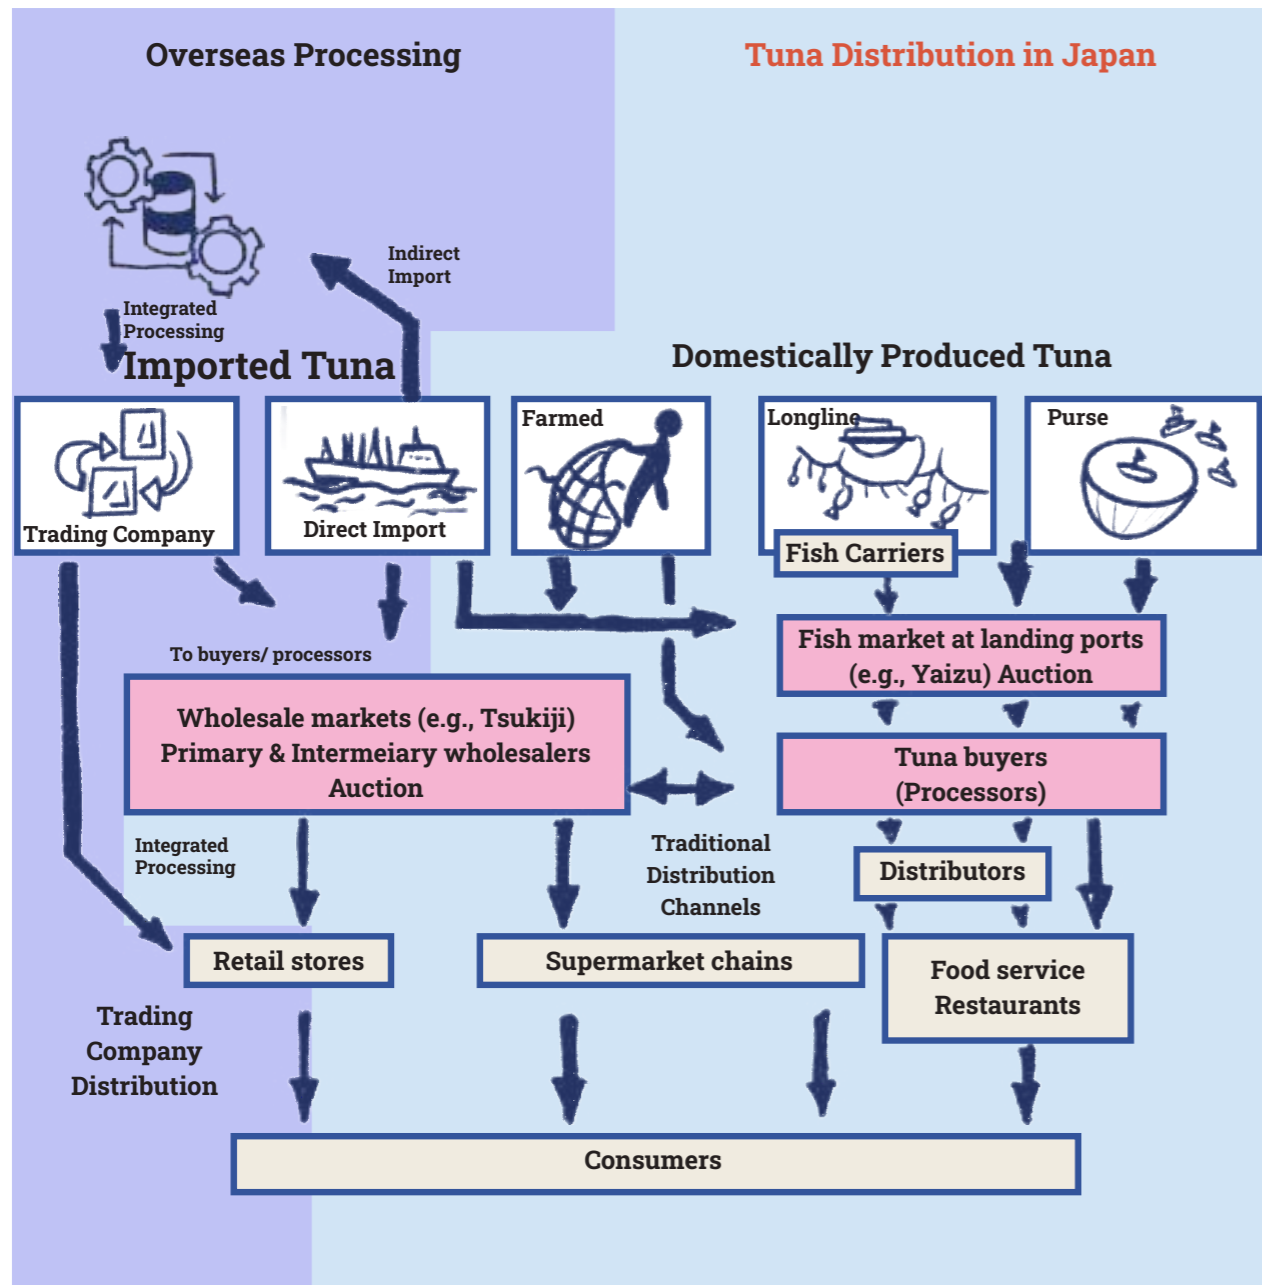 Overseas Processing
Tuna Distribution in Japan
Indirect
Import
Integrated
Processing
Imported Tuna
Domestically Produced Tuna
Trading Company
Direct Import
Farmed
Longline
Purse
Fish Carriers
Fish market at landing ports
(e.g., Yaizu) Auction
To buyers/ processors
Wholesale markets (e.g., Tsukiji)
Primary & Intermeiary wholesalers
Auction
Tuna buyers
(Processors)
Integrated
Processing
Traditional
Distribution
Channels
Distributors
Retail stores
Supermarket chains
Food service
Restaurants
Trading
Company
Distribution
Consumers